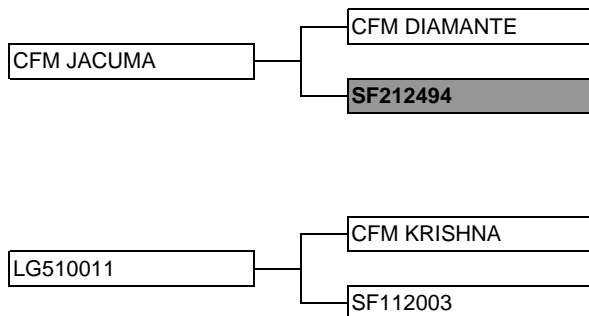 CFM DIAMANTE
CFM JACUMA
SF212494
CFM KRISHNA
LG510011
SF112003